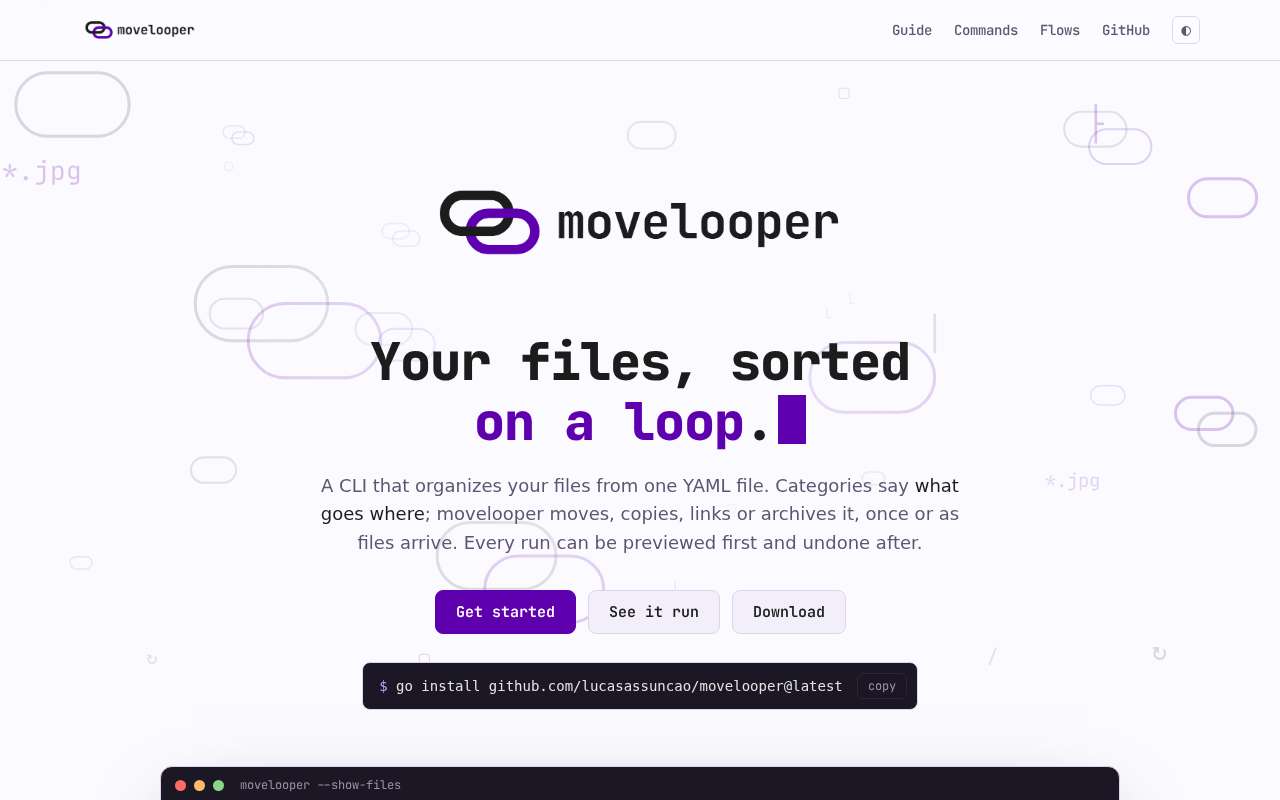 movelooper
Guide Commands Flows GitHub
*.jpg
movelooper
Your files, sorted
on a loop.
A CLI that organizes your files from one YAML file. Categories say what
goes where; movelooper moves, copies, links or archives it, once or as
files arrive. Every run can be previewed first and undone after.
*.jpg
Get started See it run Download
/
$ go install github.com/lucasassuncao/movelooper@latest copy
movelooper --show-files